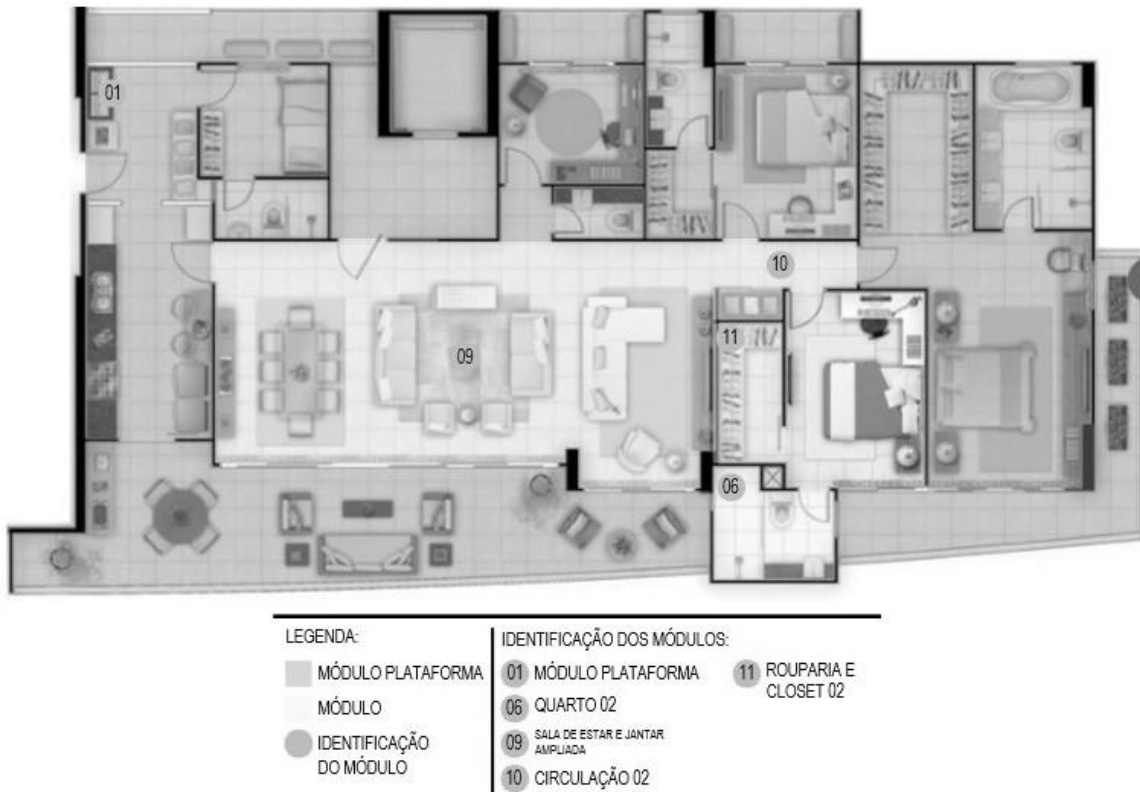 01
10
11
09
06
LEGENDA:
MÓDULO PLATAFORMA
MÓDULO
IDENTIFICAÇÃO
DO MÓDULO
IDENTIFICAÇÃO DOS MÓDULOS:
01 MÓDULO PLATAFORMA
06 QUARTO 02
09 SALA DE ESTAR E JANTAR
AMPLIADA
10 CIRCULAÇÃO 02
11 ROUPARIA E
CLOSET 02